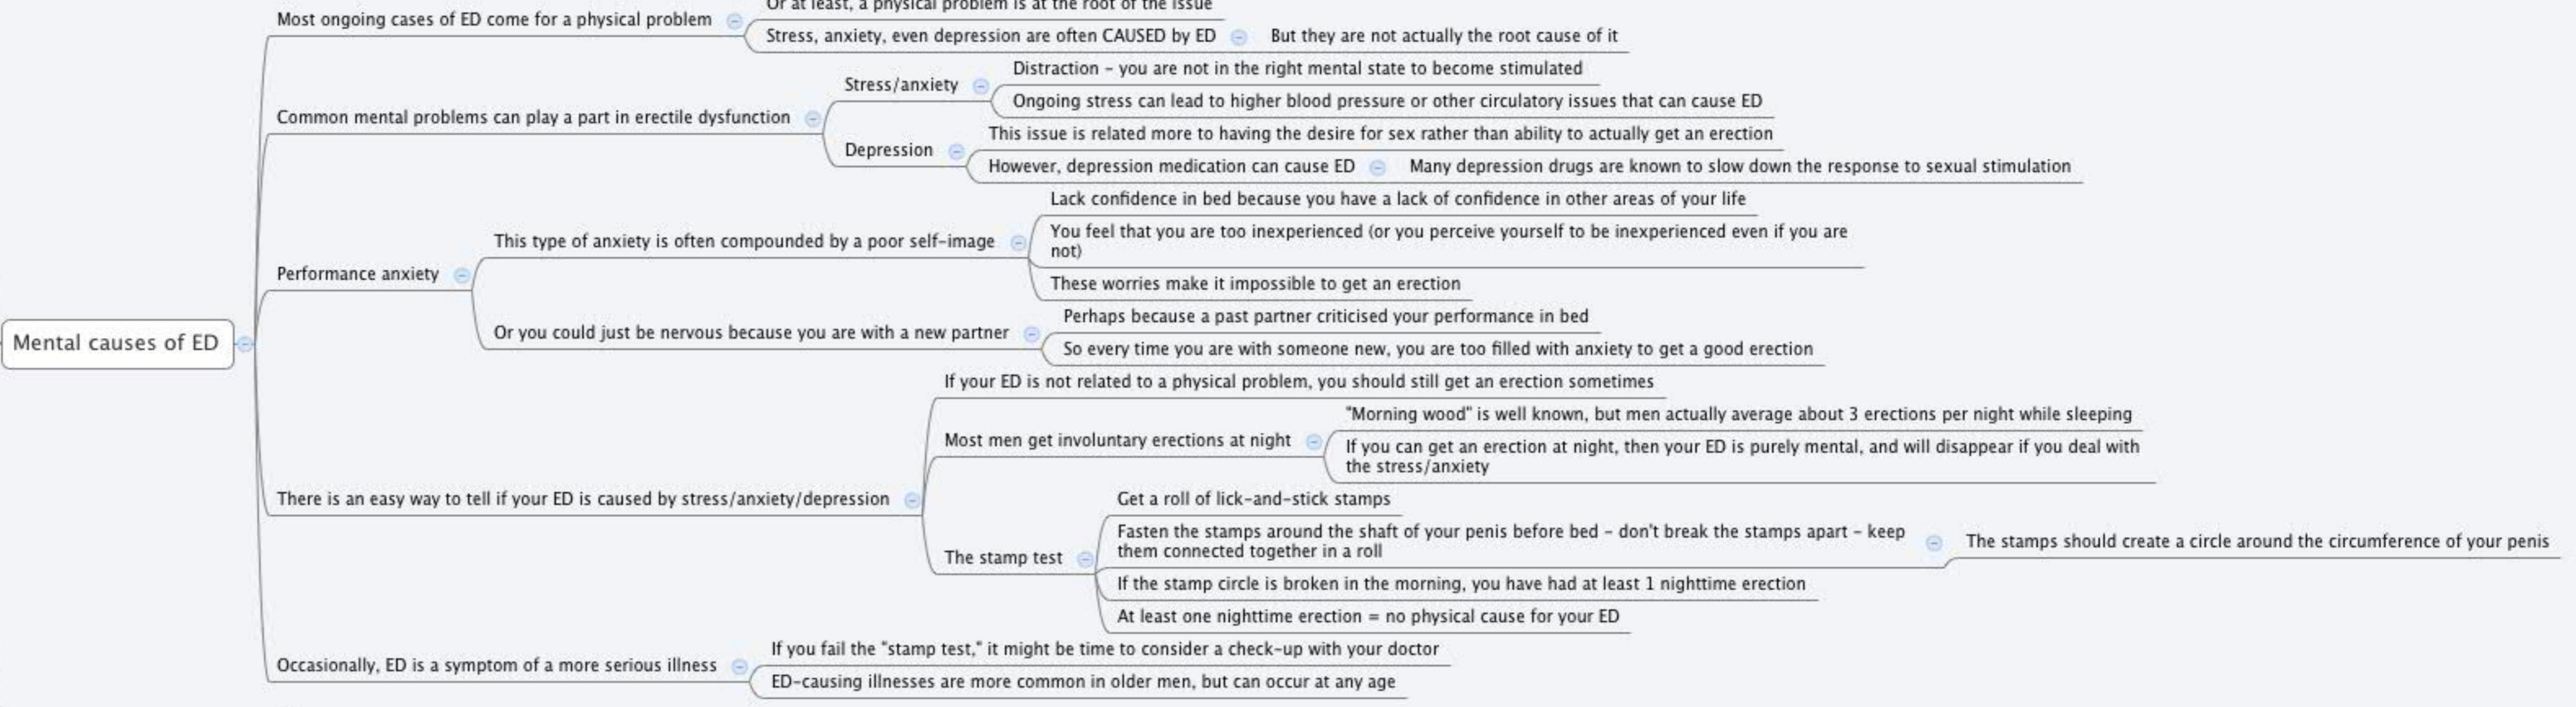 Or at least, a physical problem is at the root of the issue
Most ongoing cases of ED come for a physical problem
Stress, anxiety, even depression are often CAUSED by ED
But they are not actually the root cause of it
Distraction - you are not in the right mental state to become stimulated
Stress/anxiety
Ongoing stress can lead to higher blood pressure or other circulatory issues that can cause ED
Common mental problems can play a part in erectile dysfunction
This issue is related more to having the desire for sex rather than ability to actually get an erection
Depression
However, depression medication can cause ED
Many depression drugs are known to slow down the response to sexual stimulation
Lack confidence in bed because you have a lack of confidence in other areas of your life
This type of anxiety is often compounded by a poor self-image
You feel that you are too inexperienced (or you perceive yourself to be inexperienced even if you are
not)
Performance anxiety
These worries make it impossible to get an erection
Perhaps because a past partner criticised your performance in bed
Or you could just be nervous because you are with a new partner
So every time you are with someone new, you are too filled with anxiety to get a good erection
Mental causes of ED
If your ED is not related to a physical problem, you should still get an erection sometimes
"Morning wood" is well known, but men actually average about 3 erections per night while sleeping
Most men get involuntary erections at night
If you can get an erection at night, then your ED is purely mental, and will disappear if you deal with
the stress/anxiety
There is an easy way to tell if your ED is caused by stress/anxiety/depression
Get a roll of lick-and-stick stamps
Fasten the stamps around the shaft of your penis before bed - don't break the stamps apart - keep
them connected together in a roll
The stamps should create a circle around the circumference of your penis
The stamp test
If the stamp circle is broken in the morning, you have had at least 1 nighttime erection
At least one nighttime erection = no physical cause for your ED
If you fail the "stamp test," it might be time to consider a check-up with your doctor
Occasionally, ED is a symptom of a more serious illness
ED-causing illnesses are more common in older men, but can occur at any age